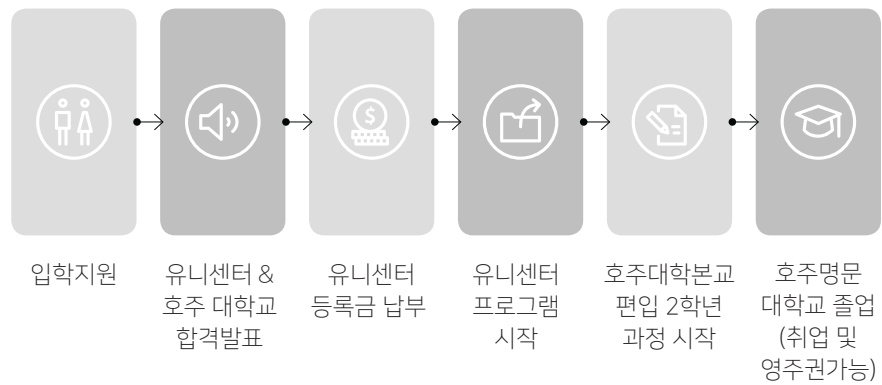 입학지원
유니센터 &
호주 대학교
합격발표
유니센터
등록금 납부
유니센터
프로그램
시작
호주대학본교
편입 2학년
과정 시작
호주명문
대학교 졸업
(취업 및
영주권가능)
$